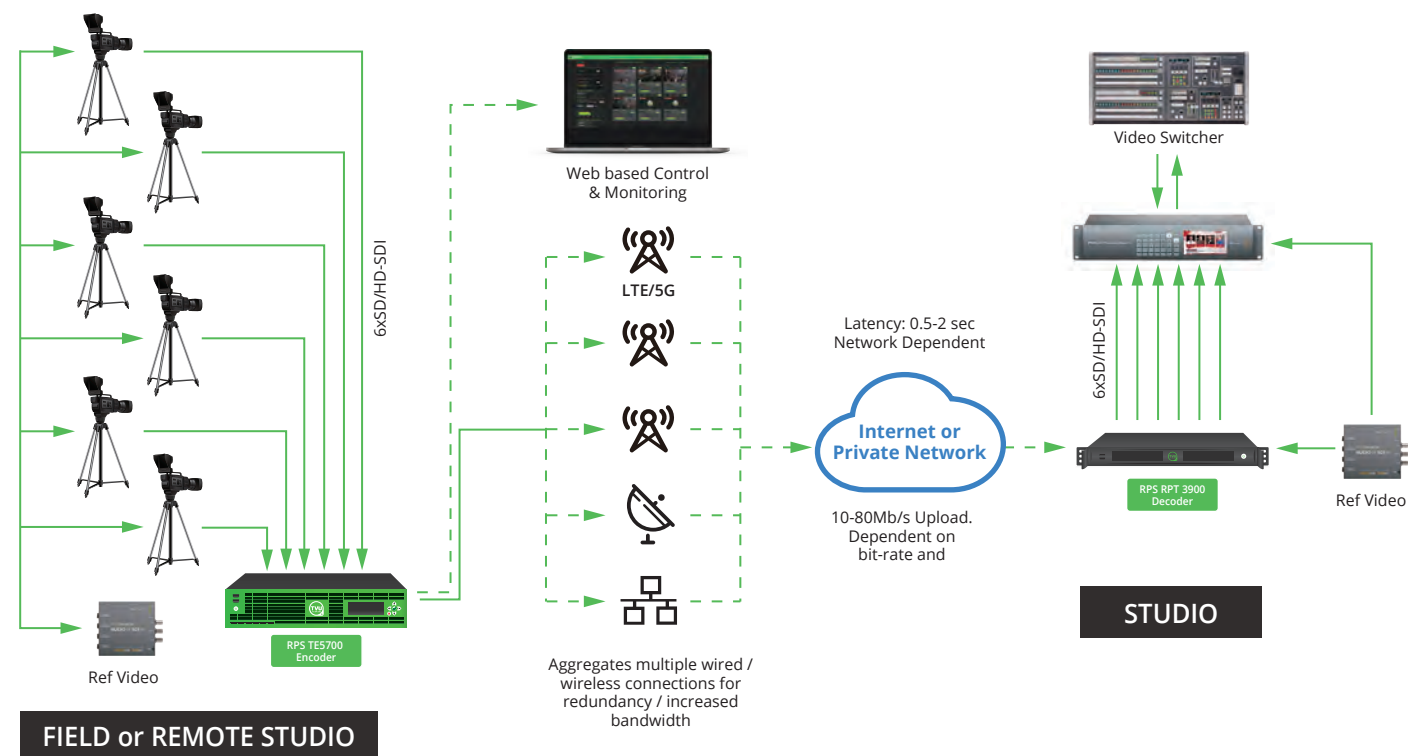 6xSD/HD-SDI
Ref Video
TVU
RPS TE5700
Encoder
FIELD or REMOTE STUDIO
Web based Control
& Monitoring
LTE/5G
Aggregates multiple wired /
wireless connections for
redundancy / increased
bandwidth
Latency: 0.5-2 sec
Network Dependent
Internet or
Private Network
10-80Mb/s Upload.
Dependent on
bit-rate and
Video Switcher
6xSD/HD-SDI
RPS RPT 3900
Decoder
Ref Video
STUDIO